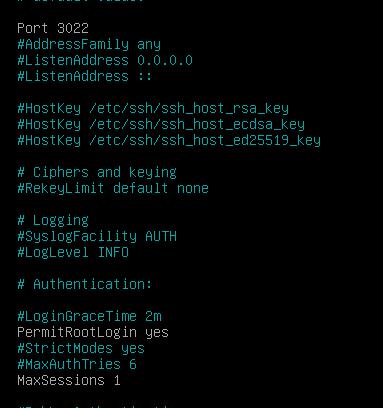 Port 3022
#AddressFamily any
#ListenAddress 0.0.0.0
#ListenAddress ::
#HostKey /etc/ssh/ssh_host_rsa_key
#HostKey /etc/ssh/ssh_host_ecdsa_key
#HostKey /etc/ssh/ssh_host_ed25519_key
# Ciphers and keying
#RekeyLimit default none
# Logging
#SyslogFacility AUTH
#LogLevel INFO
# Authentication:
#LoginGraceTime 2m
PermitRootLogin yes
#StrictModes yes
#MaxAuthTries 6
MaxSessions 1